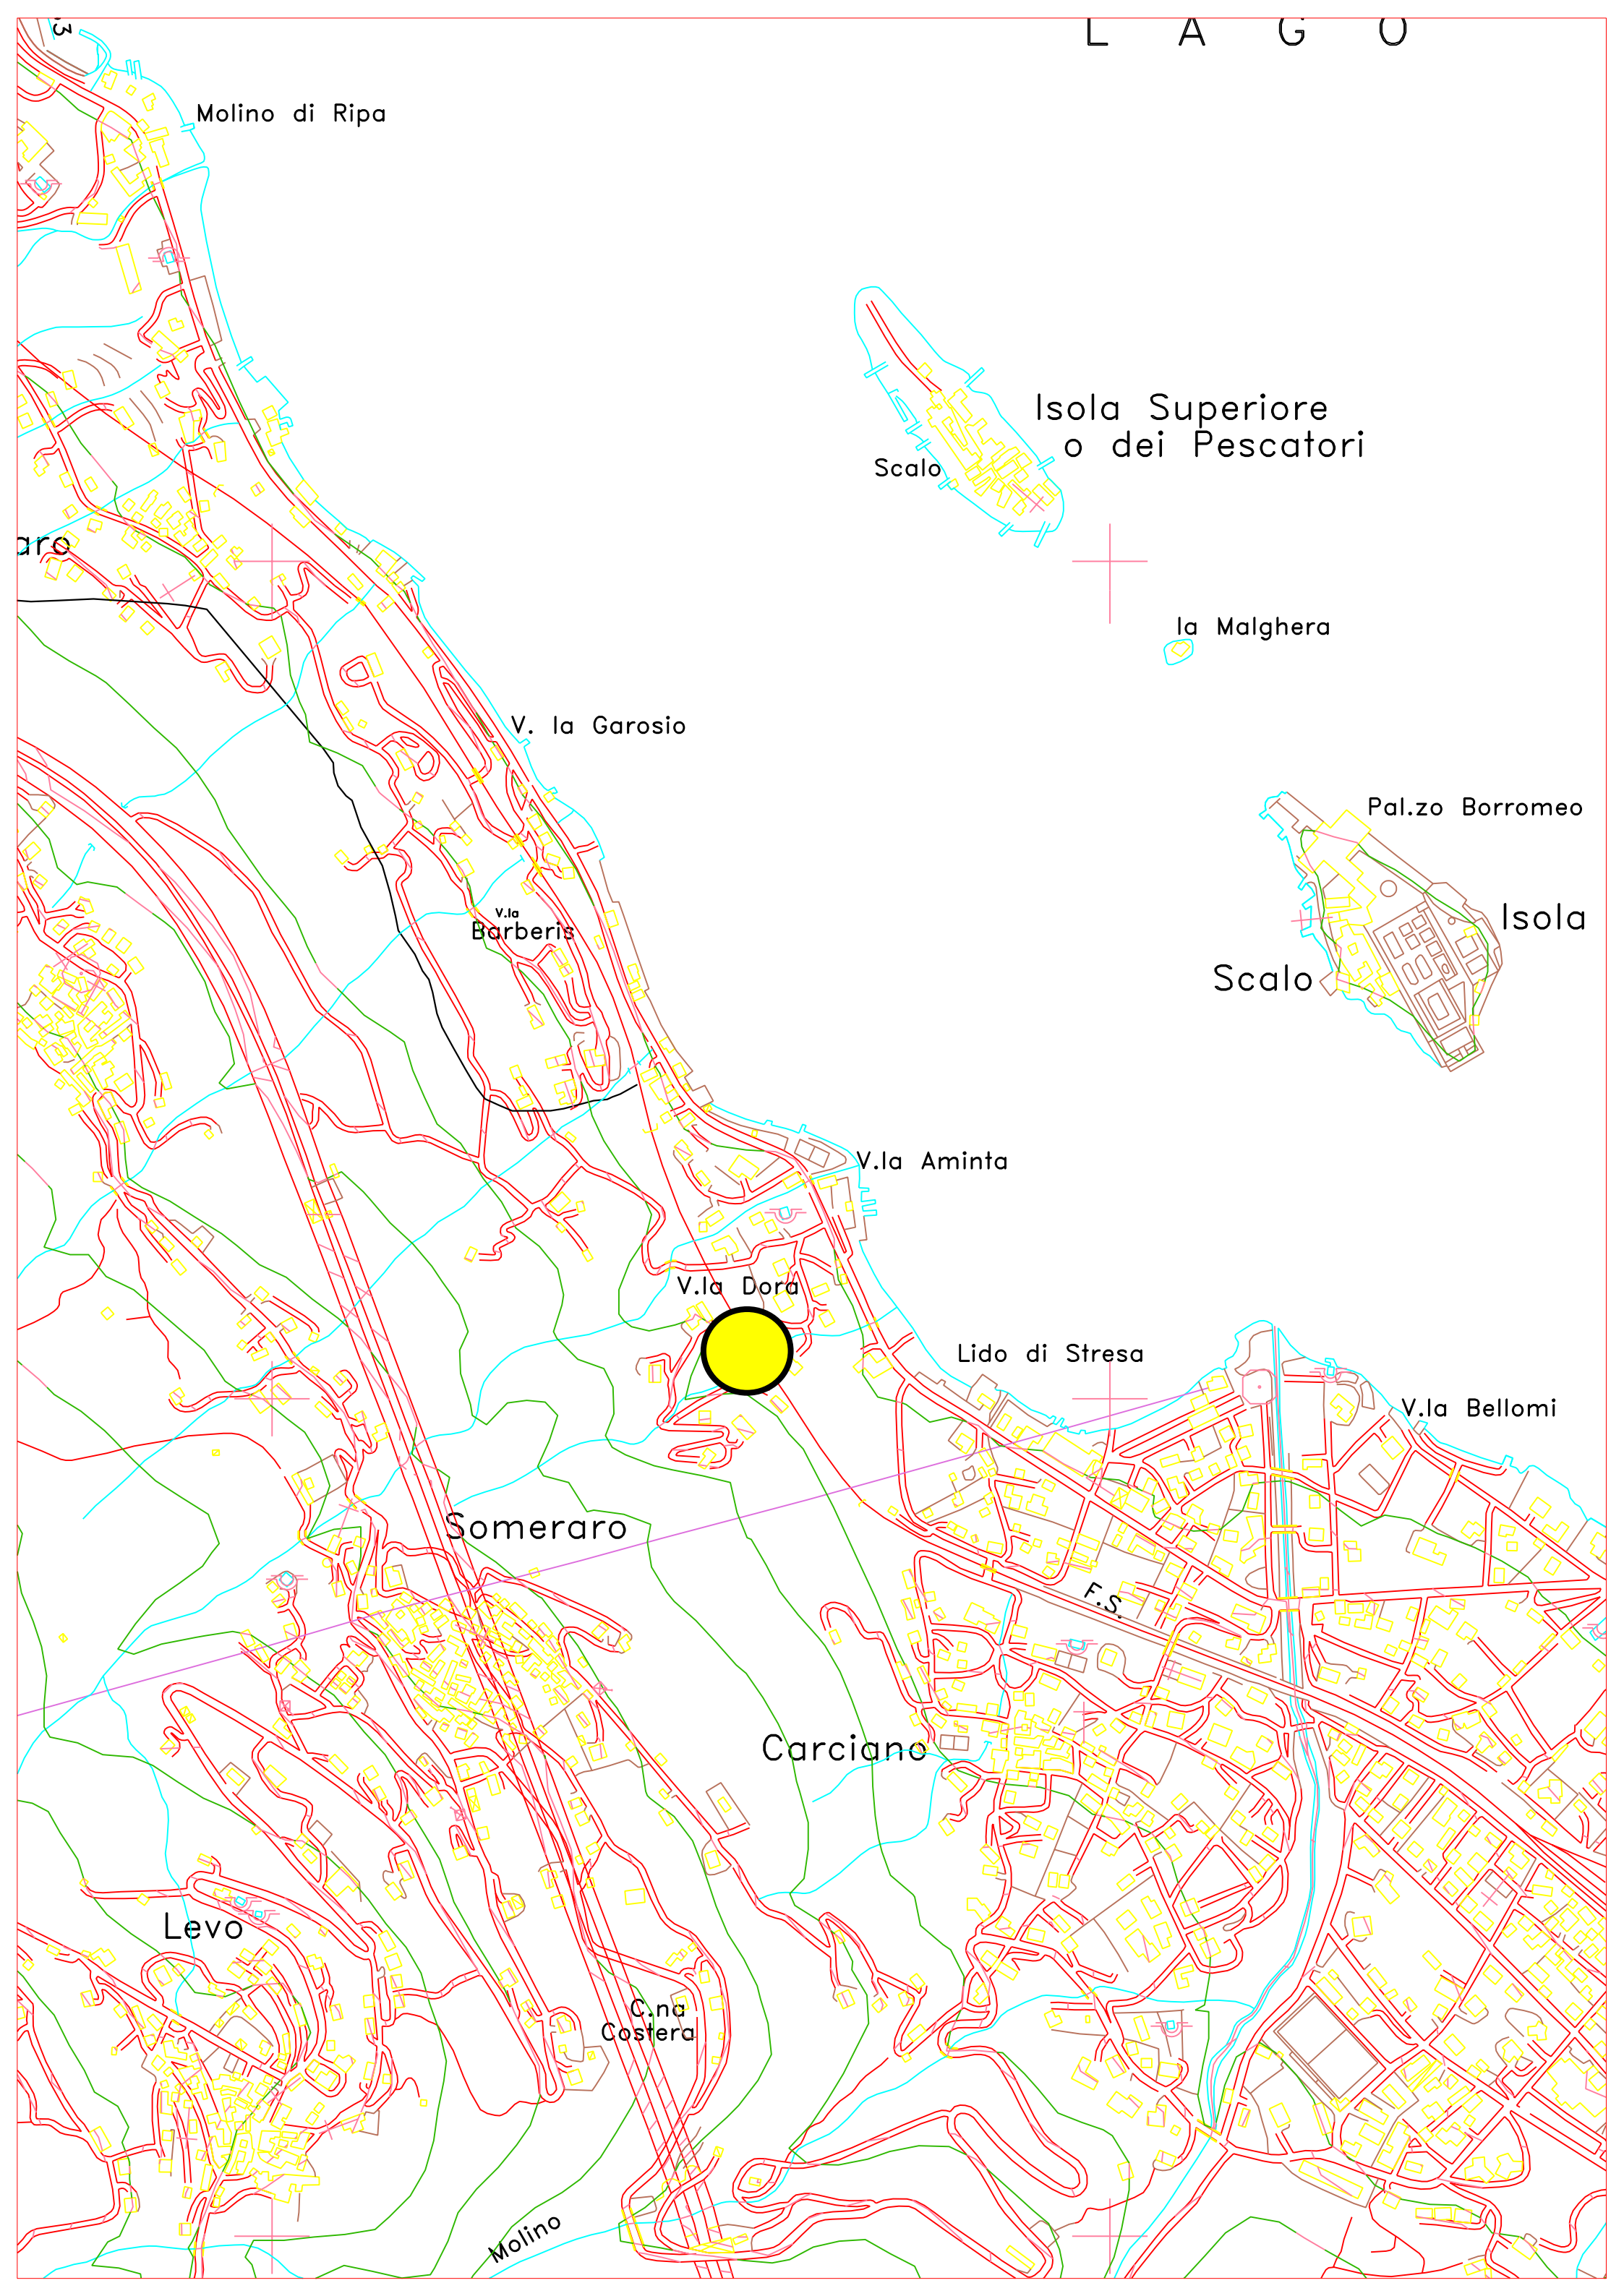 L A G O
Molino di Ripa
Isola Superiore
o dei Pescatori
Scalo
aro
la Malghera
V. la Garosio
Pal.zo Borromeo
V.la
Barberis
Isola
Scalo
V.la Aminta
V.la Dora
Lido di Stresa
V.la Bellomi
Someraro
F.S.
Carciano
Levo
C.na
Costera
Molino